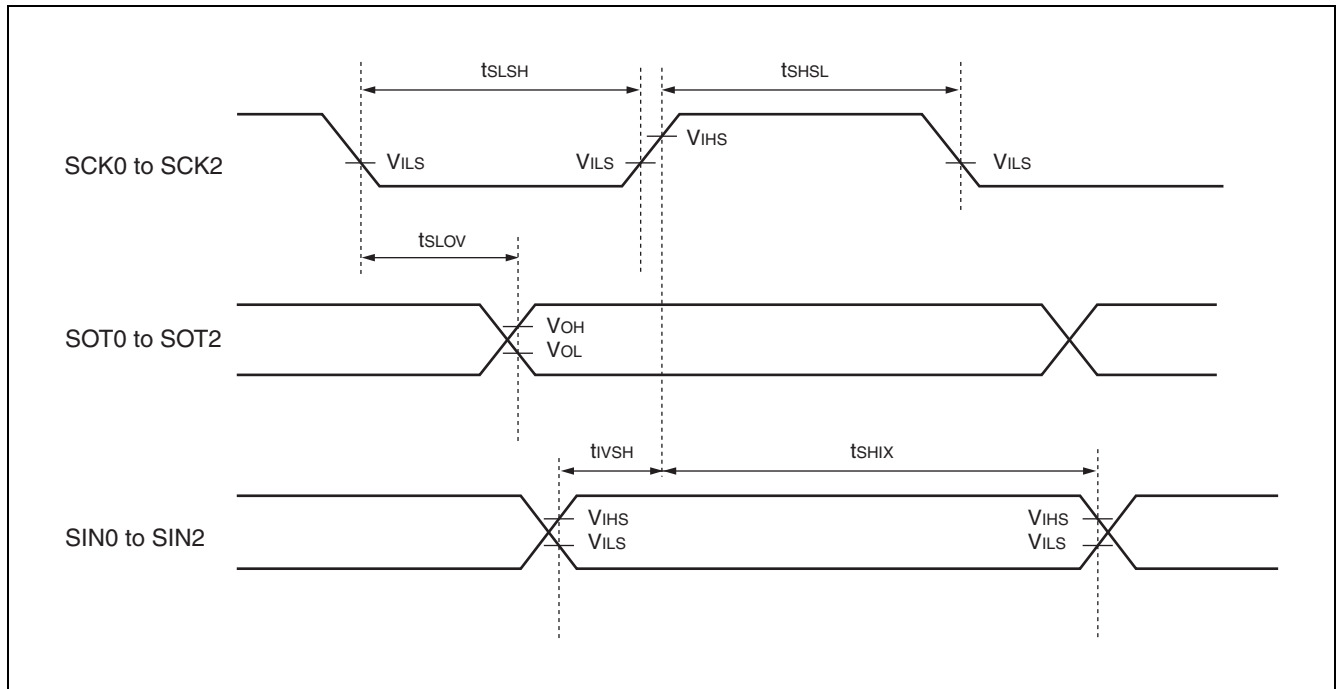 tSLSH
tSHSL
SCK0 to SCK2
VILS
VILS
VIHS
VILS
tSLOV
SOT0 to SOT2
VOH
VOL
tIVSH
tSHIX
SIN0 to SIN2
VIHS
VILS
VIHS
VILS